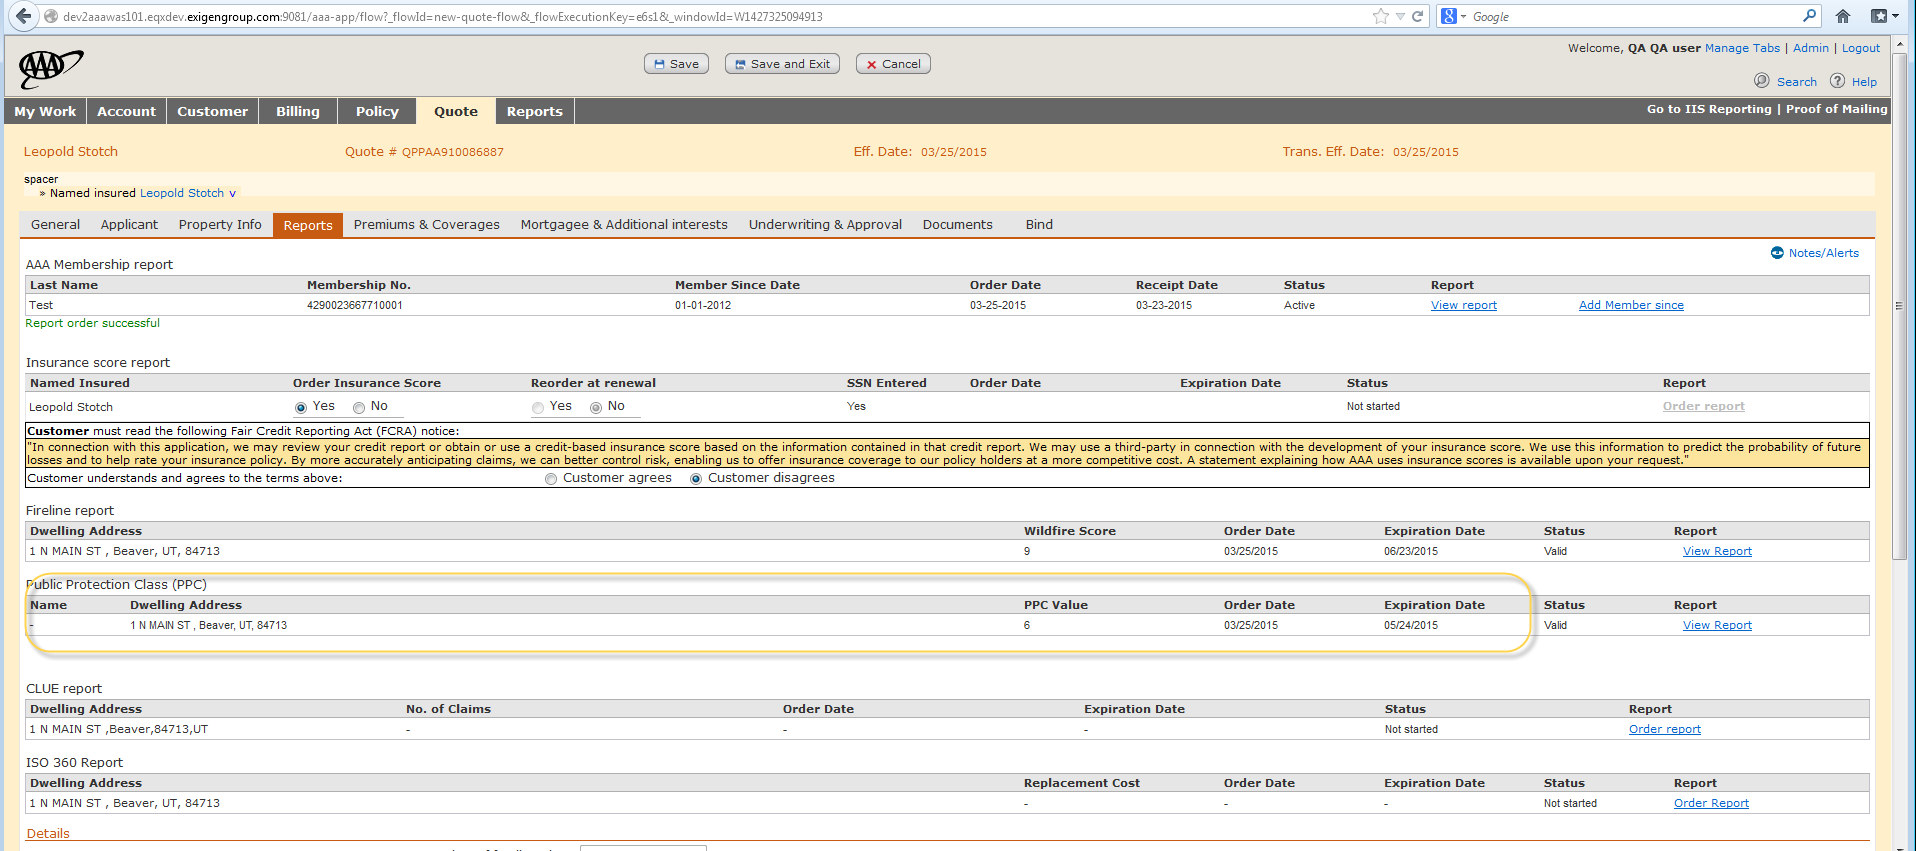 dev2aaawas101.eqxdev.exigengroup.com:9081/aaa-app/flow?_flowId=new-quote-flow&_flowExecutionKey=e6s1&_windowId=W1427325094913
8 Google
AAA
Save Save and Exit Cancel
Welcome, QA QA user Manage Tabs | Admin | Logout
Search ? Help
My Work Account Customer Billing Policy Quote Reports
Go to IIS Reporting | Proof of Mailing
Leopold Stotch Quote # QPPAA910086887 Eff. Date: 03/25/2015 Trans. Eff. Date: 03/25/2015
spacer
» Named insured Leopold Stotch v
General Applicant Property Info Reports Premiums & Coverages Mortgagee & Additional interests Underwriting & Approval Documents Bind
Notes/Alerts
AAA Membership report
Last Name Membership No. Member Since Date Order Date Receipt Date Status Report
Test 4290023667710001 01-01-2012 03-25-2015 03-23-2015 Active View report Add Member since
Report order successful
Insurance score report
Named Insured Order Insurance Score Reorder at renewal SSN Entered Order Date Expiration Date Status Report
Leopold Stotch Yes No Yes No Yes Not started Order report
Customer must read the following Fair Credit Reporting Act (FCRA) notice:
"In connection with this application, we may review your credit report or obtain or use a credit-based insurance score based on the information contained in that credit report. We may use a third-party in connection with the development of your insurance score. We use this information to predict the probability of future
losses and to help rate your insurance policy. By more accurately anticipating claims, we can better control risk, enabling us to offer insurance coverage to our policy holders at a more competitive cost. A statement explaining how AAA uses insurance scores is available upon your request."
Customer understands and agrees to the terms above: Customer agrees Customer disagrees
Fireline report
Dwelling Address Wildfire Score Order Date Expiration Date Status Report
1 N MAIN ST , Beaver, UT, 84713 9 03/25/2015 06/23/2015 Valid View Report
Public Protection Class (PPC)
Name Dwelling Address PPC Value Order Date Expiration Date Status Report
- 1 N MAIN ST , Beaver, UT, 84713 6 03/25/2015 05/24/2015 Valid View Report
CLUE report
Dwelling Address No. of Claims Order Date Expiration Date Status Report
1 N MAIN ST ,Beaver,84713,UT - - - Not started Order report
ISO 360 Report
Dwelling Address Replacement Cost Order Date Expiration Date Status Report
1 N MAIN ST , Beaver, UT, 84713 - - - Not started Order Report
Details